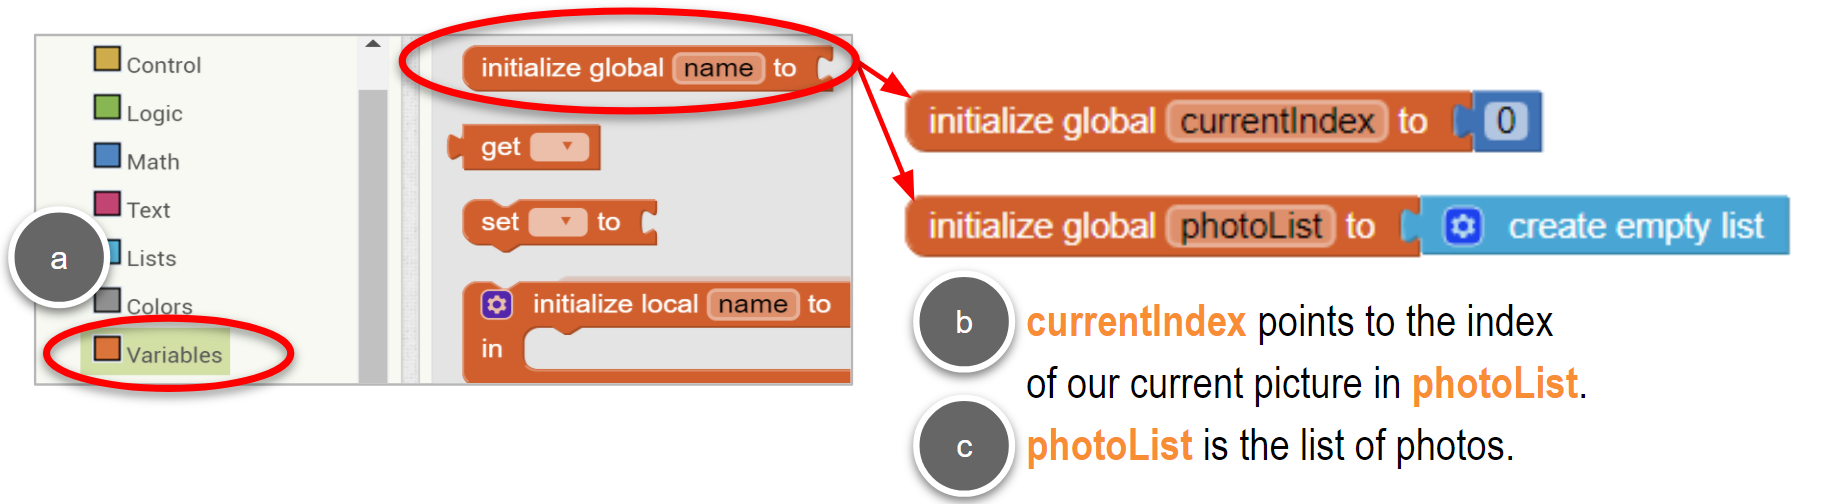 Control
Logic
Math
Text
Lists
Colors
Variables
a
initialize global name to
get
set to
initialize local name to
in
initialize global currentIndex to 0
initialize global photoList to create empty list
b
currentIndex points to the index
of our current picture in photoList.
c
photoList is the list of photos.